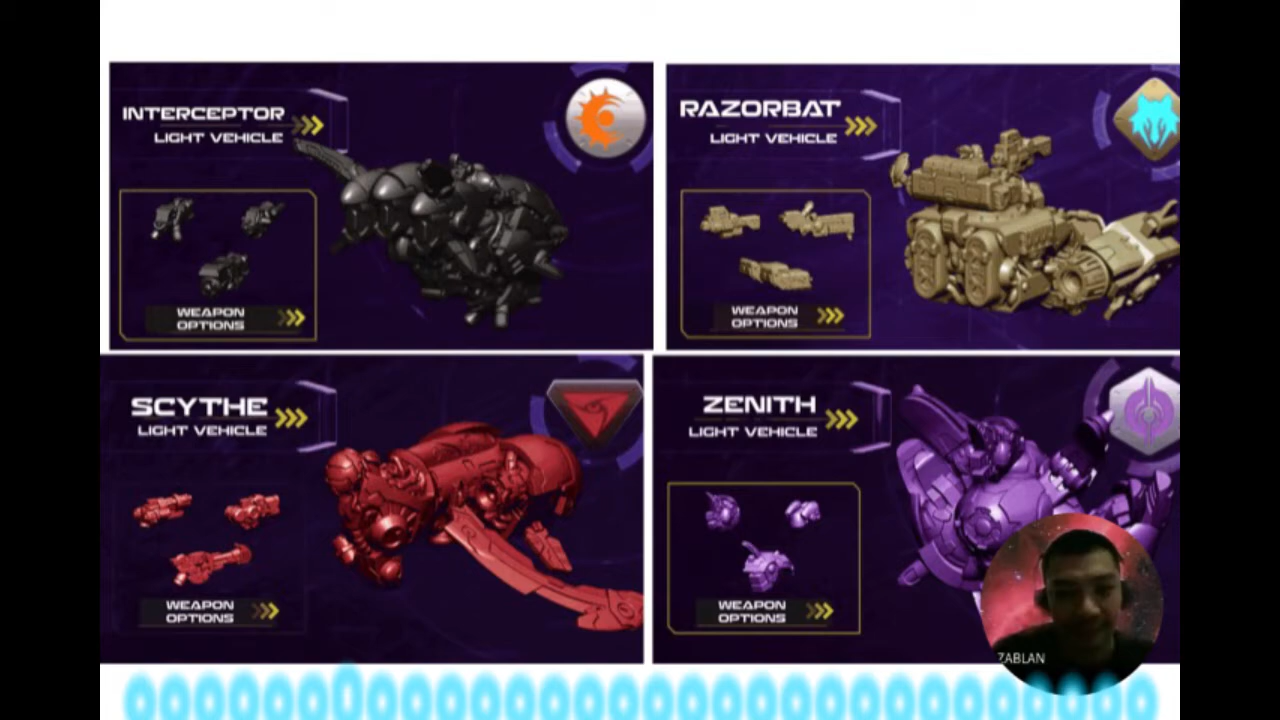 INTERCEPTOR
LIGHT VEHICLE
WEAPON
OPTIONS
RAZORBAT
LIGHT VEHICLE
WEAPON
OPTIONS
SCYTHE
LIGHT VEHICLE
WEAPON
OPTIONS
ZENITH
LIGHT VEHICLE
WEAPON
OPTIONS
ZABLAN